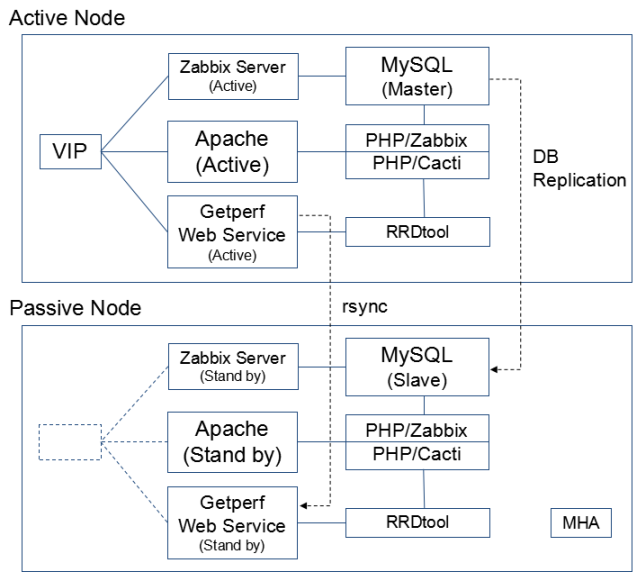 Active Node
Zabbix Server
(Active)
MySQL
(Master)
VIP
Apache
(Active)
PHP/Zabbix
PHP/Cacti
DB
Replication
Getperf
Web Service
(Active)
RRDtool
rsync
Passive Node
Zabbix Server
(Stand by)
MySQL
(Slave)
Apache
(Stand by)
PHP/Zabbix
PHP/Cacti
Getperf
Web Service
(Stand by)
RRDtool
MHA